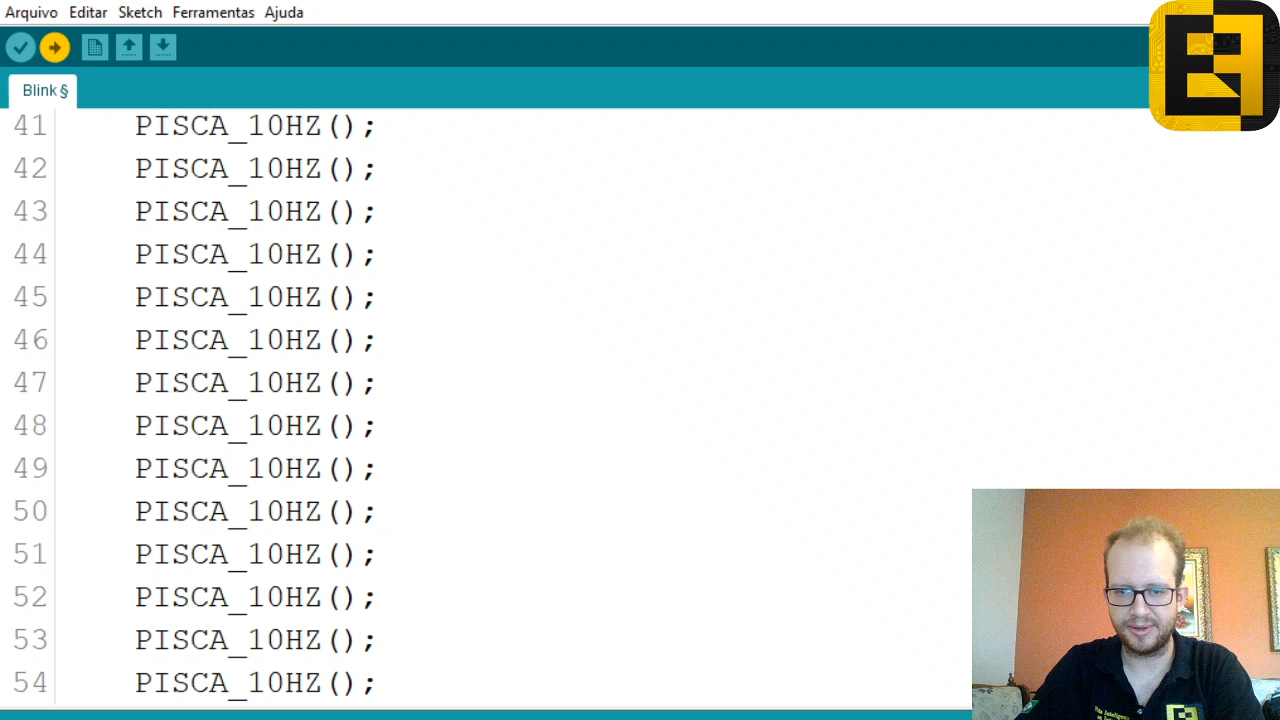 Arquivo Editar Sketch Ferramentas Ajuda
Blink §
41 PISCA_10HZ();
42 PISCA_10HZ();
43 PISCA_10HZ();
44 PISCA_10HZ();
45 PISCA_10HZ();
46 PISCA_10HZ();
47 PISCA_10HZ();
48 PISCA_10HZ();
49 PISCA_10HZ();
50 PISCA_10HZ();
51 PISCA_10HZ();
52 PISCA_10HZ();
53 PISCA_10HZ();
54 PISCA_10HZ();